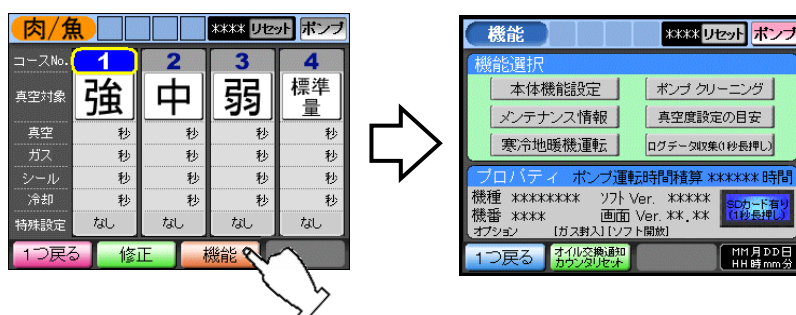 肉/魚 **** リセット ポンプ
コースNo. 1 2 3 4
真空対象 強 中 弱 標準量
真空 秒 秒 秒 秒
ガス 秒 秒 秒 秒
シール 秒 秒 秒 秒
冷却 秒 秒 秒 秒
特殊設定 なし なし なし なし
1つ戻る 修正 機能
機能 **** リセット ポンプ
機能選択
本体機能設定 ポンプ クリーニング
メンテナンス情報 真空度設定の目安
寒冷地暖機運転 ログデータ収集(1秒長押し)
プロパティ ポンプ運転時間積算 ****** 時間
機種 ******** ソフト Ver. *****
機番 **** 画面 Ver. **.**
SDカード有り
(1秒長押し)
オプション [ガス封入][ソフト開放]
1つ戻る オイル交換通知
カウンタリセット
MM月DD日
HH時mm分